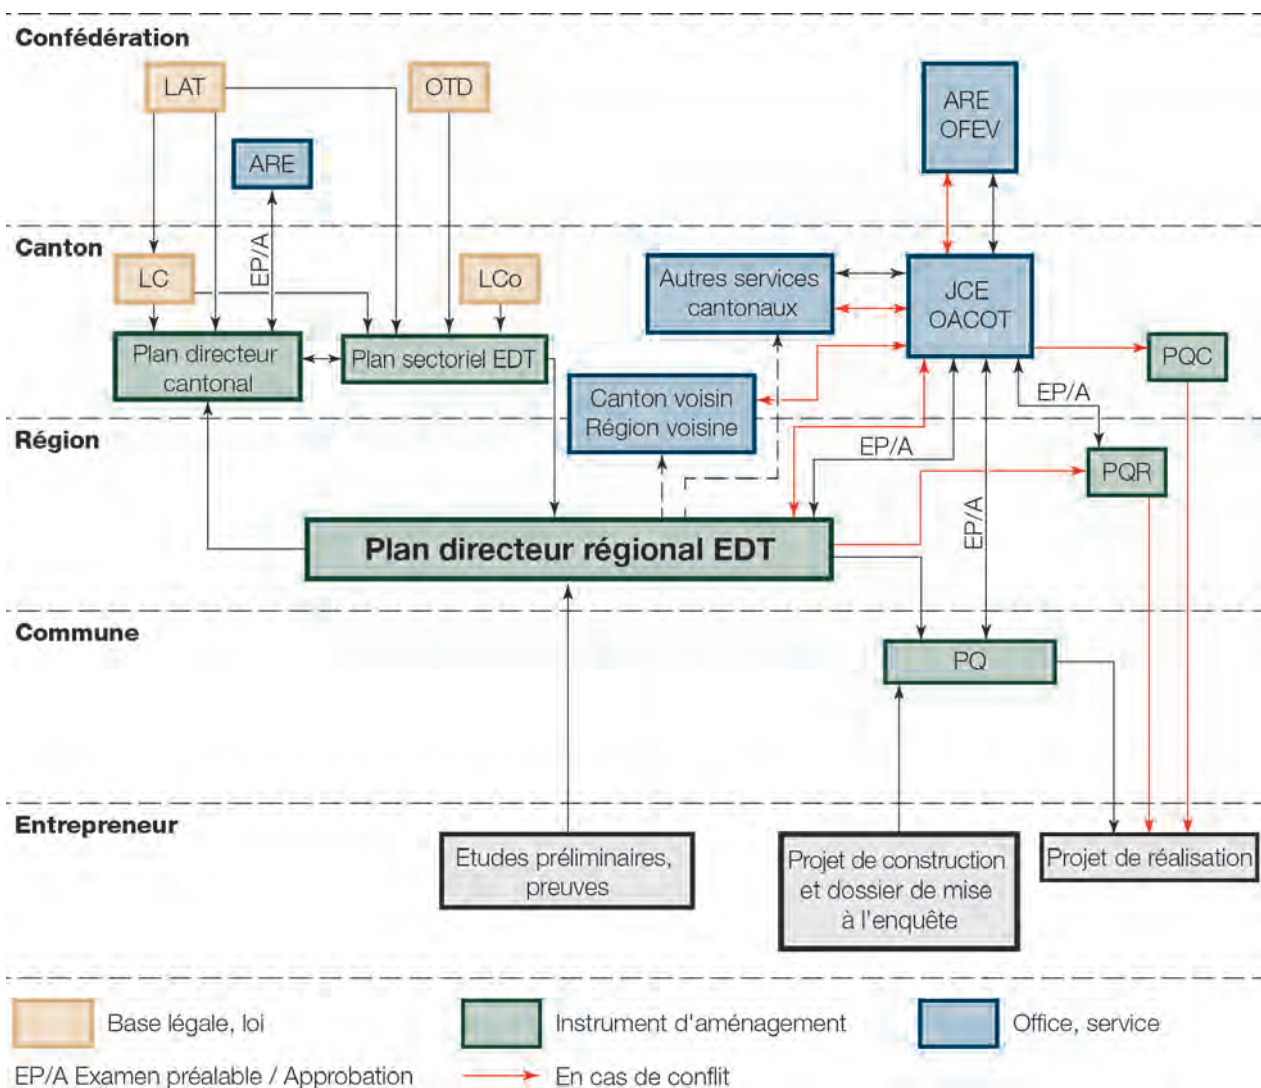 Confédération
LAT
OTD
ARE
OFEV
ARE
EP/A
Canton
LC
LCo
Autres services
cantonaux
JCE
OACOT
Plan directeur
cantonal
Plan sectoriel EDT
PQC
Canton voisin
Région voisine
EP/A
Région
EP/A
PQR
EP/A
Plan directeur régional EDT
Commune
PQ
Entrepreneur
Etudes préliminaires,
preuves
Projet de construction
et dossier de mise
à l'enquête
Projet de réalisation
Base légale, loi
Instrument d'aménagement
Office, service
EP/A Examen préalable / Approbation
En cas de conflit